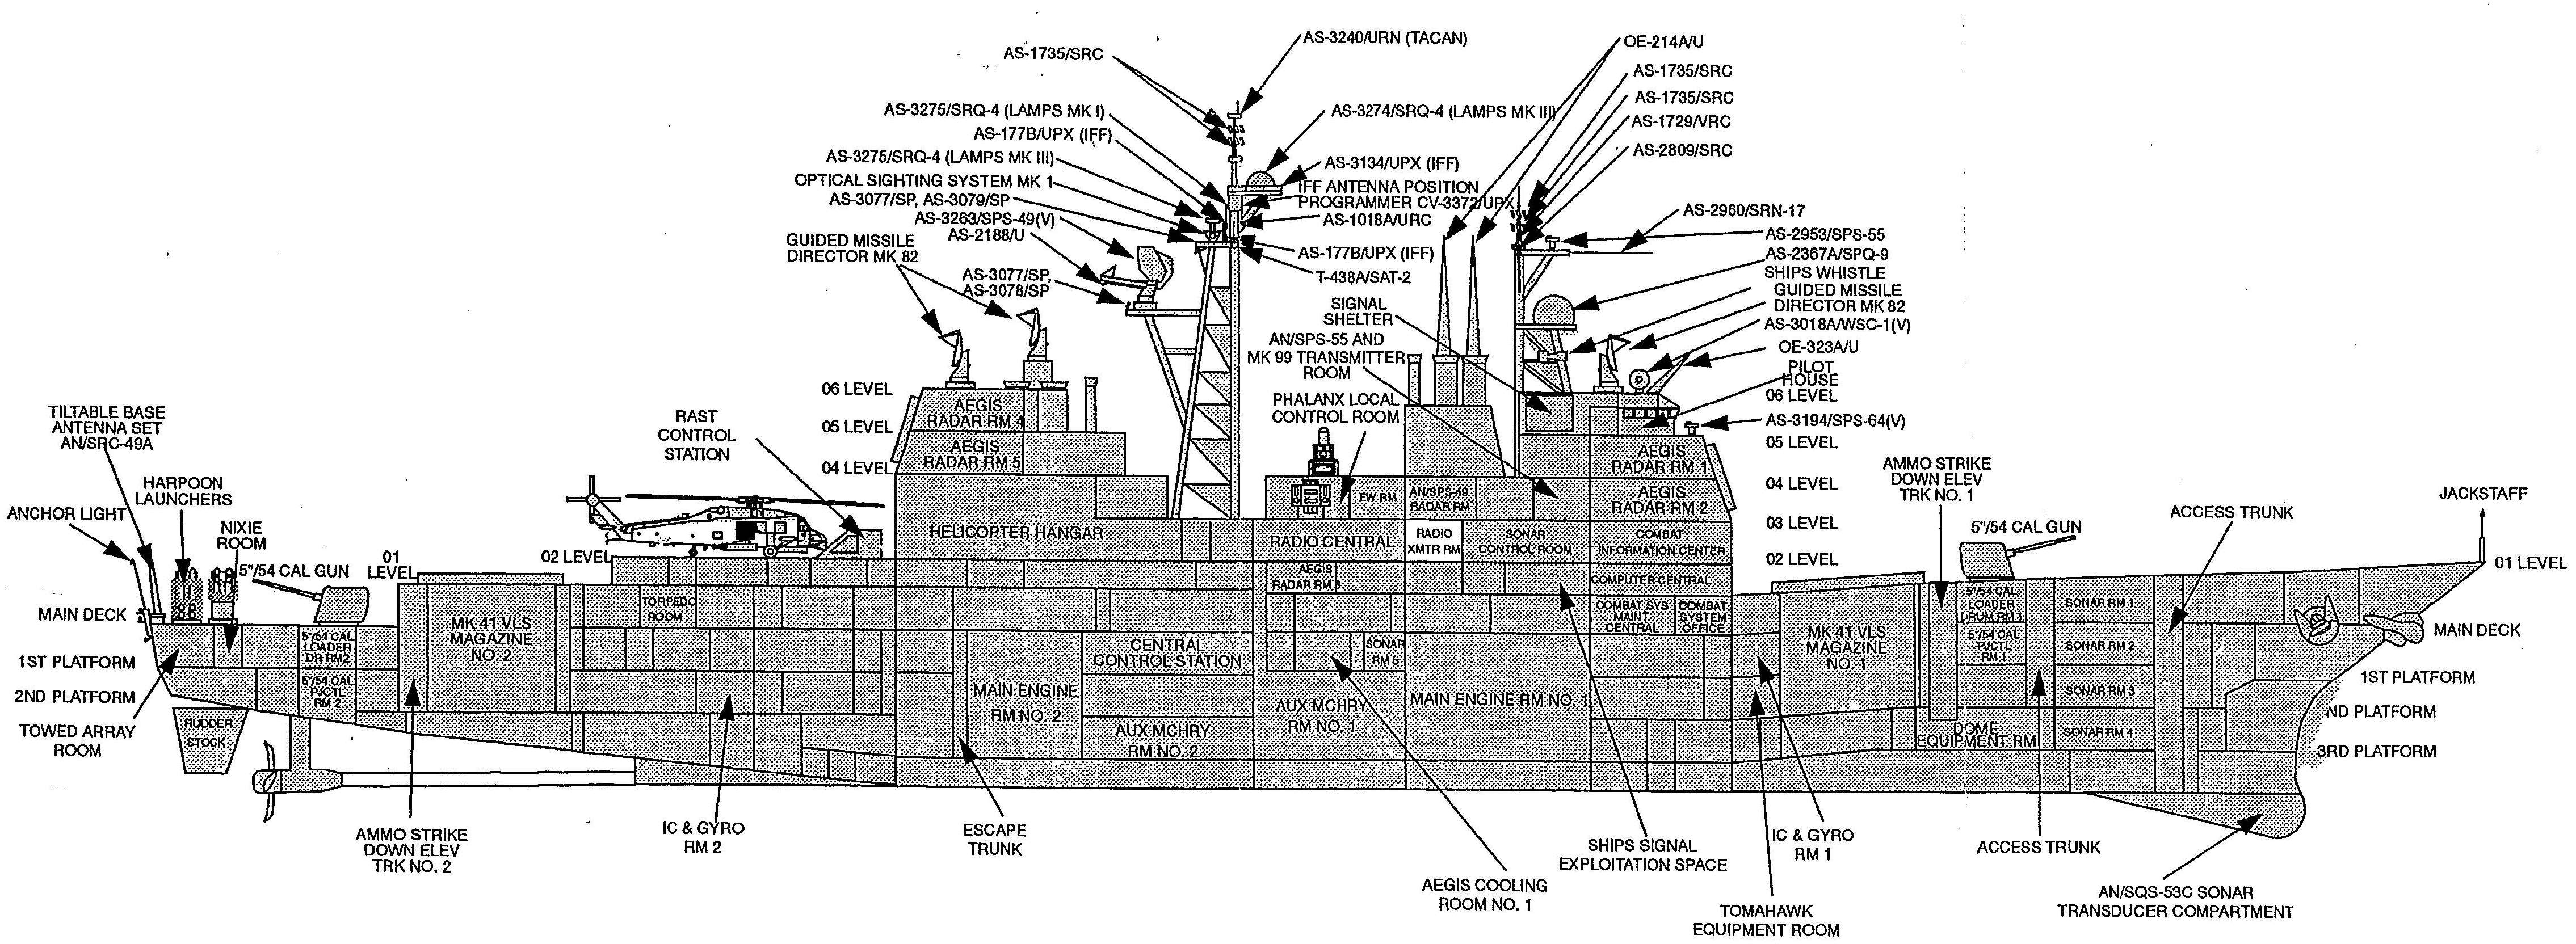 AS-1735/SRC
AS-3275/SRQ-4 (LAMPS MK I)
AS-177B/UPX (IFF)
AS-3275/SRQ-4 (LAMPS MK III)
OPTICAL SIGHTING SYSTEM MK 1
AS-3077/SP, AS-3079/SP
AS-3263/SPS-49(V)
AS-2188/U
GUIDED MISSILE
DIRECTOR MK 82
AS-3077/SP,
AS-3078/SP
AS-3240/URN (TACAN)
AS-3274/SRQ-4 (LAMPS MK III)
AS-3134/UPX (IFF)
IFF ANTENNA POSITION
PROGRAMMER CV-3372/UPX
AS-1018A/URC
AS-177B/UPX (IFF)
T-438A/SAT-2
SIGNAL
SHELTER
AN/SPS-55 AND
MK 99 TRANSMITTER
ROOM
PHALANX LOCAL
CONTROL ROOM
OE-214A/U
AS-1735/SRC
AS-1735/SRC
AS-1729/VRC
AS-2809/SRC
AS-2960/SRN-17
AS-2953/SPS-55
AS-2367A/SPQ-9
SHIPS WHISTLE
GUIDED MISSILE
DIRECTOR MK 82
AS-3018A/WSC-1(V)
OE-323A/U
PILOT
HOUSE
06 LEVEL
AS-3194/SPS-64(V)
05 LEVEL
04 LEVEL
03 LEVEL
02 LEVEL
AMMO STRIKE
DOWN ELEV
TRK NO. 1
5"/54 CAL GUN
ACCESS TRUNK
JACKSTAFF
01 LEVEL
MAIN DECK
1ST PLATFORM
ND PLATFORM
3RD PLATFORM
06 LEVEL
05 LEVEL
04 LEVEL
RAST
CONTROL
STATION
TILTABLE BASE
ANTENNA SET
AN/SRC-49A
HARPOON
LAUNCHERS
ANCHOR LIGHT
NIXIE
ROOM
5"/54 CAL GUN
01
LEVEL
02 LEVEL
MAIN DECK
1ST PLATFORM
2ND PLATFORM
TOWED ARRAY
ROOM
RUDDER
STOCK
5"/54 CAL
LOADER
DR RM2
5"/54 CAL
PJCTL
RM 2
MK 41 VLS
MAGAZINE
NO. 2
TORPEDO
ROOM
AEGIS
RADAR RM 4
AEGIS
RADAR RM 5
HELICOPTER HANGAR
MAIN ENGINE
RM NO. 2
CENTRAL
CONTROL STATION
AUX MCHRY
RM NO. 2
EW RM
AN/SPS-49
RADAR RM
RADIO CENTRAL
RADIO
XMTR RM
SONAR
CONTROL ROOM
AEGIS
RADAR RM 3
SONAR
RM 5
AUX MCHRY
RM NO. 1
MAIN ENGINE RM NO. 1
AEGIS
RADAR RM 1
AEGIS
RADAR RM 2
COMBAT
INFORMATION CENTER
COMPUTER CENTRAL
COMBAT SYS
MAINT
CENTRAL
COMBAT
SYSTEM
OFFICE
MK 41 VLS
MAGAZINE
NO. 1
5"/54 CAL
LOADER
DRUM RM 1
5"/54 CAL
PJCTL
RM 1
SONAR RM 1
SONAR RM 2
SONAR RM 3
SONAR RM 4
DOME
EQUIPMENT RM
AMMO STRIKE
DOWN ELEV
TRK NO. 2
IC & GYRO
RM 2
ESCAPE
TRUNK
AEGIS COOLING
ROOM NO. 1
SHIPS SIGNAL
EXPLOITATION SPACE
TOMAHAWK
EQUIPMENT ROOM
IC & GYRO
RM 1
ACCESS TRUNK
AN/SQS-53C SONAR
TRANSDUCER COMPARTMENT